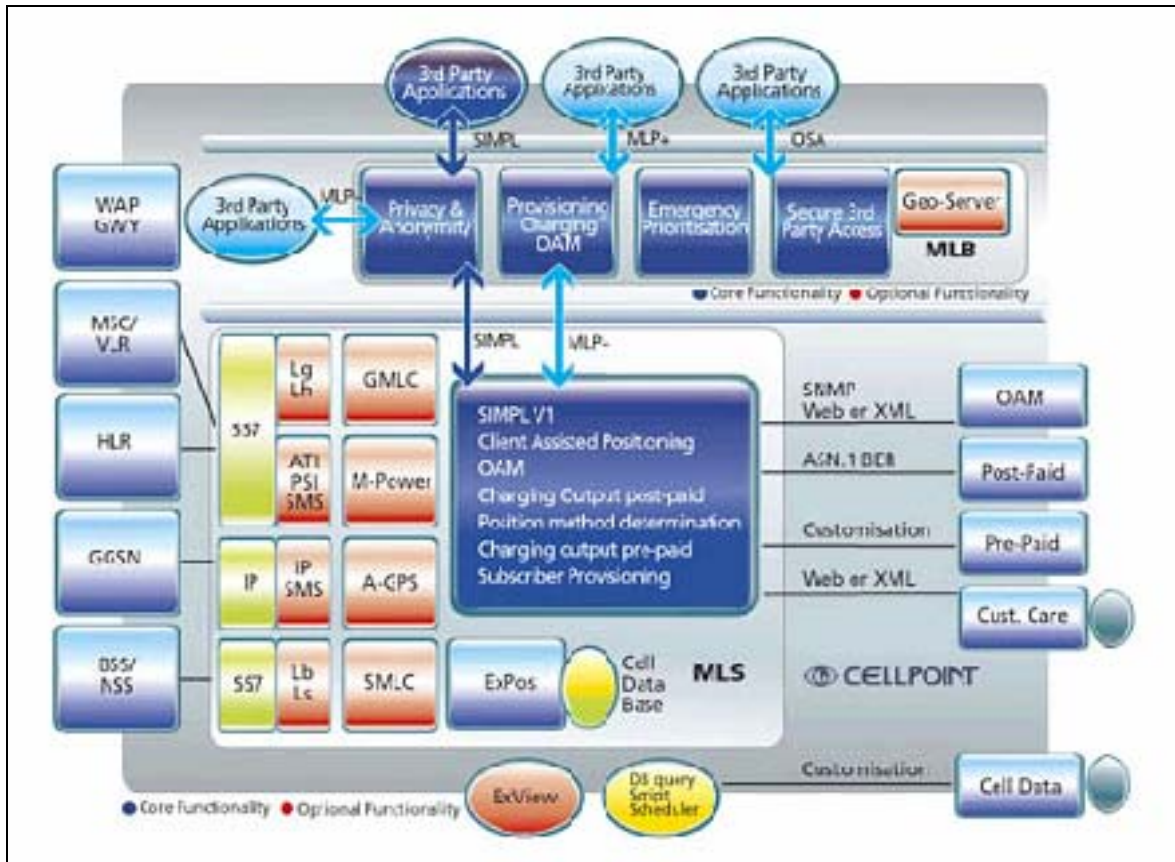 3rd Party
Applications
3rd Party
Applications
3rd Party
Applications
SIMPL
MLP+
OSA
WAP
GWY
3rd Party
Applications
MLP+
Privacy &
Anonymity
Provisioning
Charging
OAM
Emergency
Prioritisation
Secure 3rd
Party Access
Geo-Server
MLB
Core Functionality
Optional Functionality
MSC/
VLR
SIMPL
MLP+
SS7
Lg
Lh
GMLC
SIMPL V1
Client Assisted Positioning
OAM
Charging Output post-paid
Position method determination
Charging output pre-paid
Subscriber Provisioning
SNMP
Web or XML
OAM
HLR
ATI
PSI
SMS
M-Power
ASN.1 BER
Post-Paid
GGSN
IP
IP
SMS
A-GPS
Customisation
Pre-Paid
Web or XML
Cust. Care
BSS/
NSS
SS7
Lb
Ls
SMLC
ExPos
Cell
Data
Base
MLS
CELLPOINT
Core Functionality
Optional Functionality
ExView
DB query
Script
Scheduler
Customisation
Cell Data